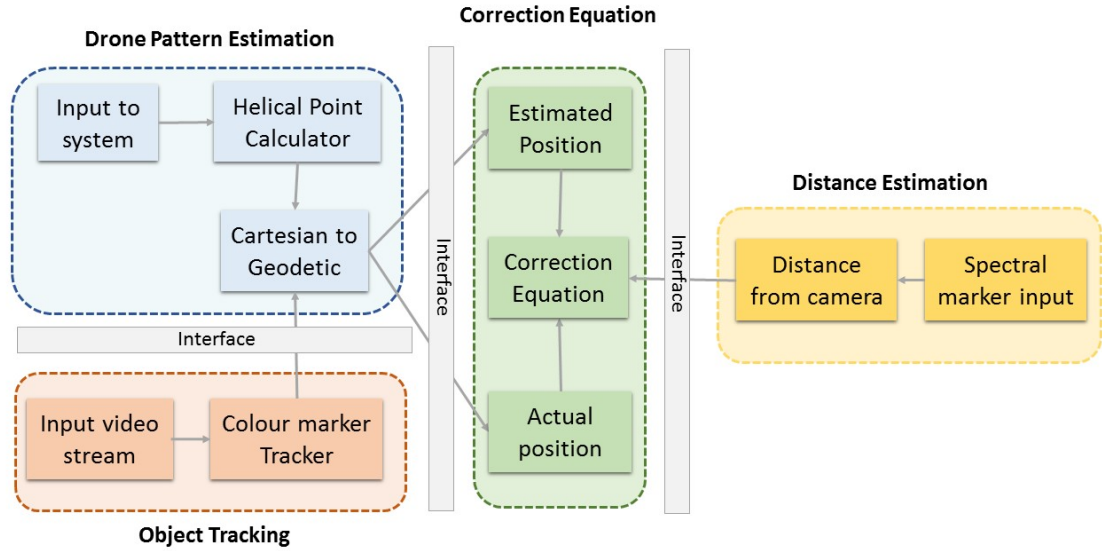 Correction Equation
Drone Pattern Estimation
Input to
system
Helical Point
Calculator
Cartesian to
Geodetic
Interface
Input video
stream
Colour marker
Tracker
Object Tracking
Interface
Estimated
Position
Correction
Equation
Actual
position
Interface
Distance Estimation
Distance
from camera
Spectral
marker input